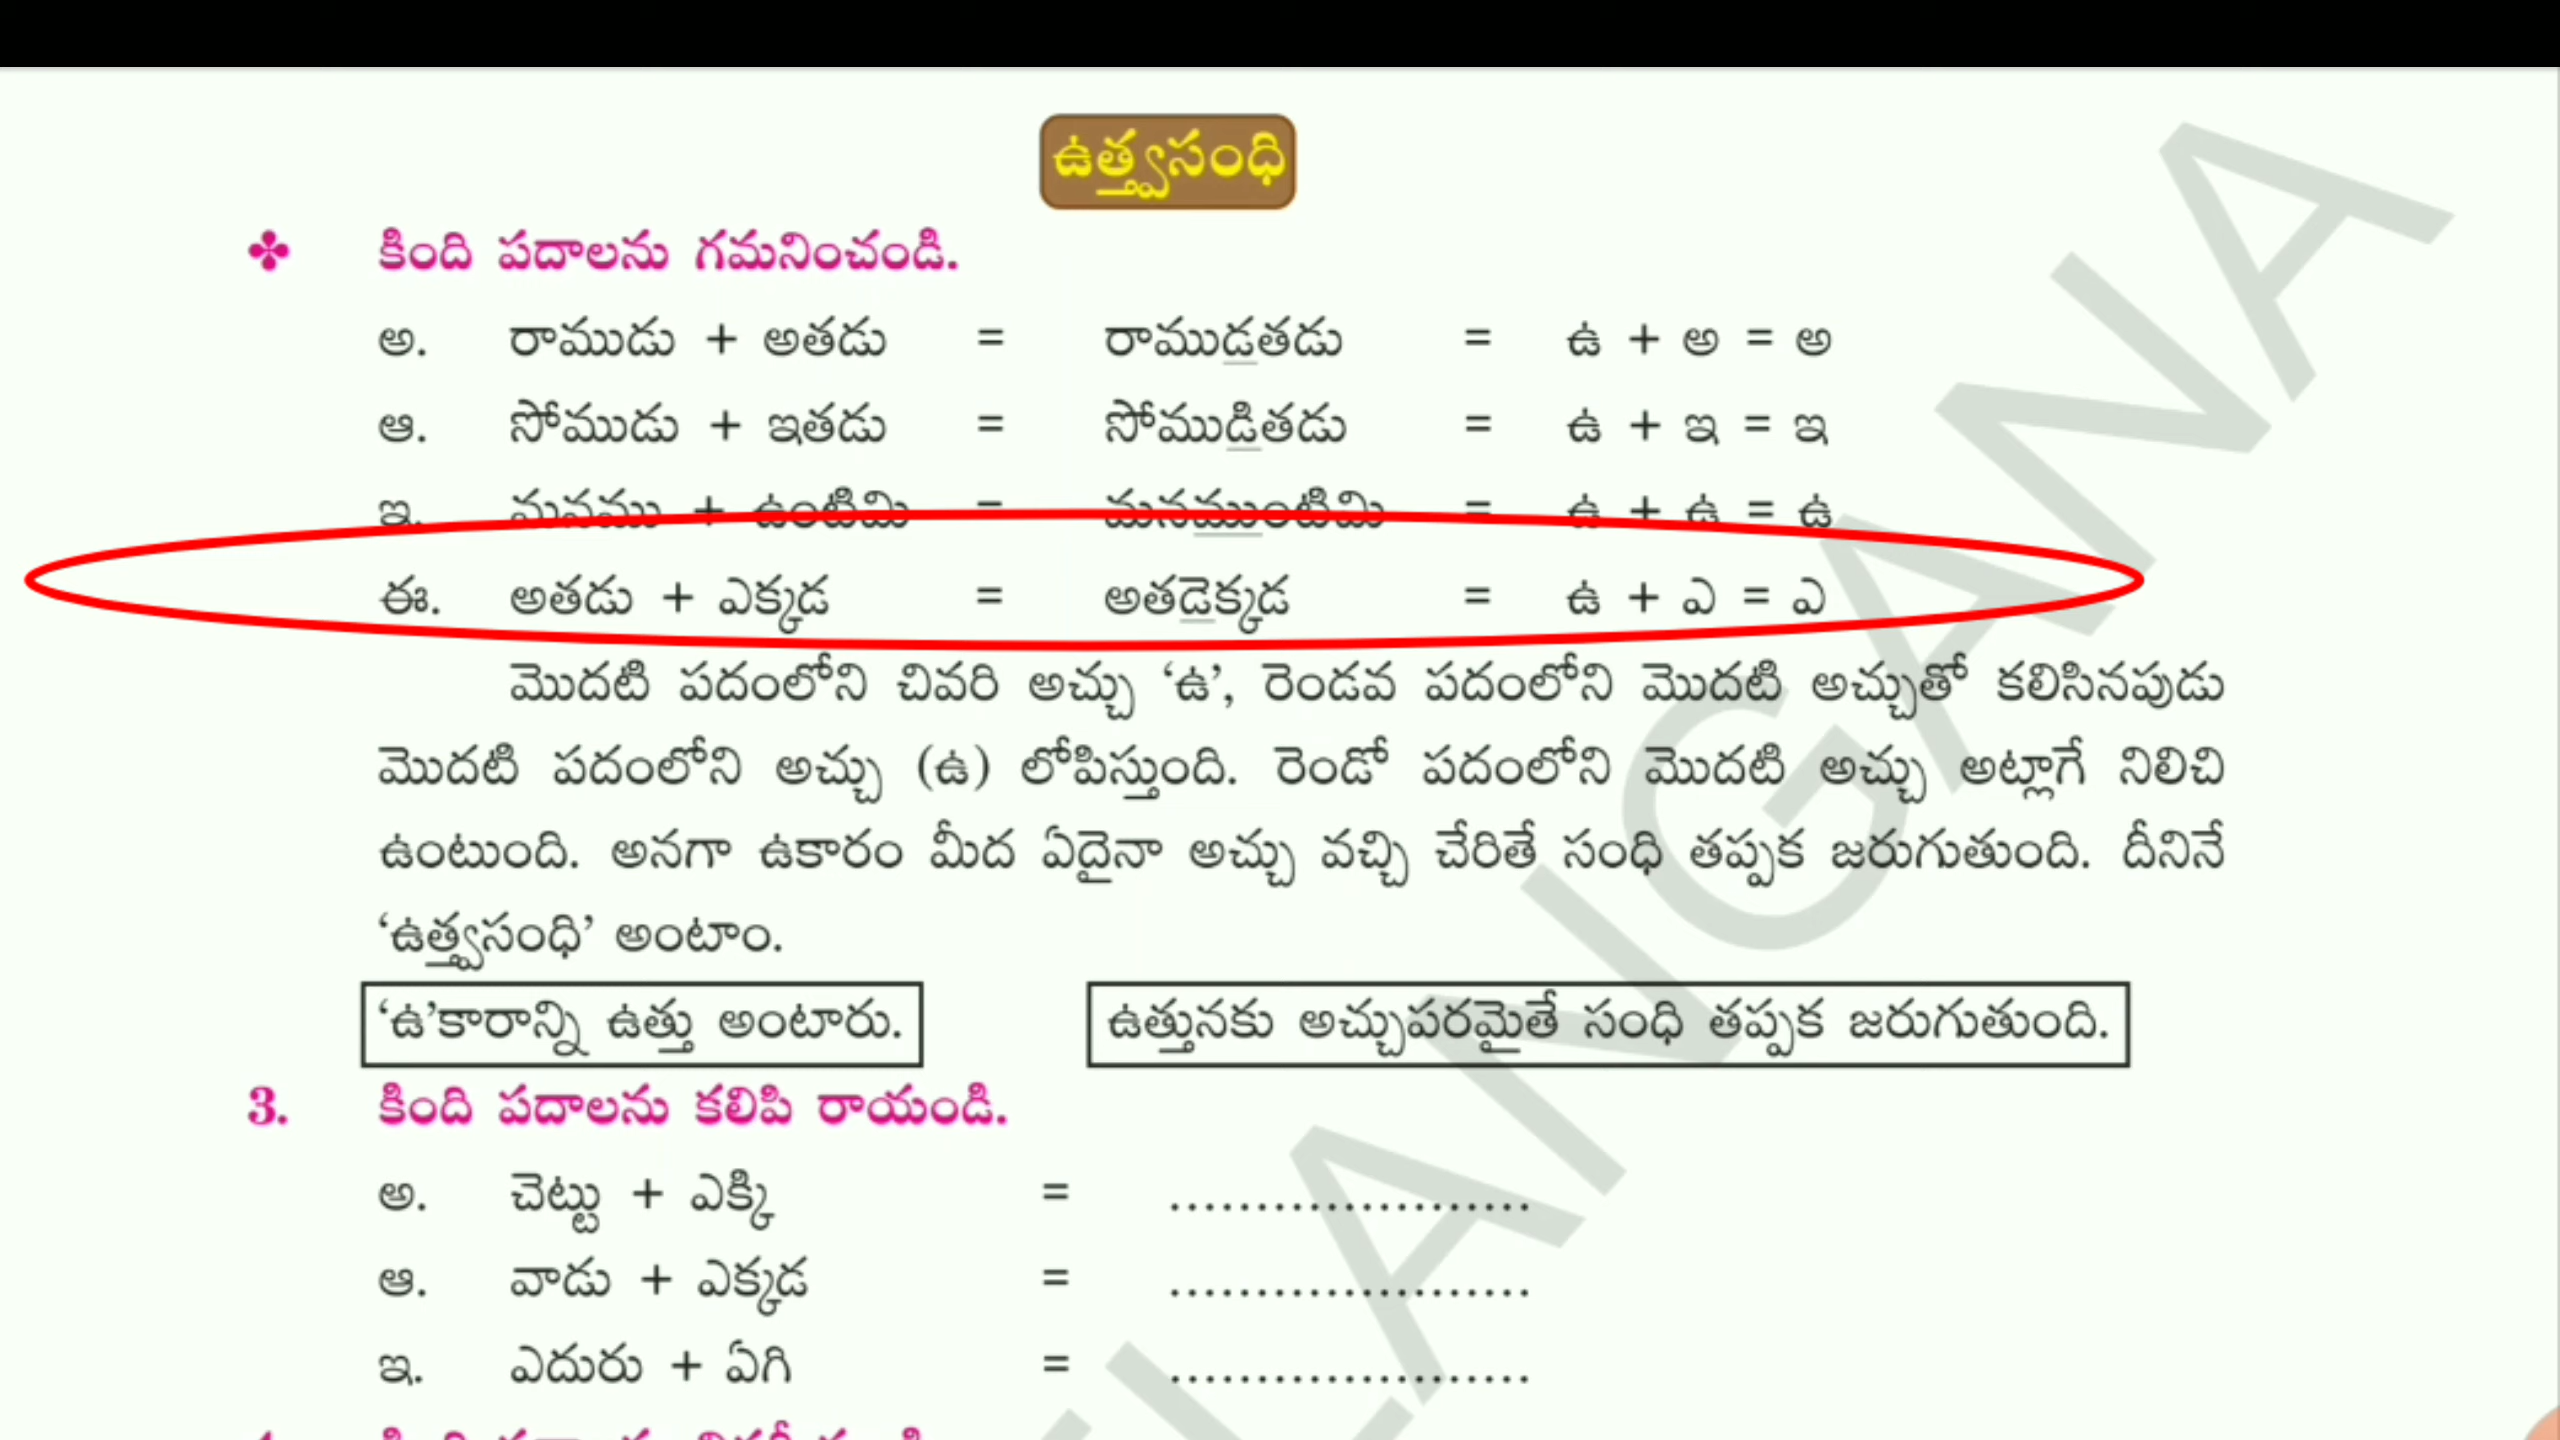 ఉత్త్వసంధి
❖ కింది పదాలను గమనించండి.
అ. రాముడు + అతడు = రాముడతడు = ఉ + అ = అ
ఆ. సోముడు + ఇతడు = సోముడితడు = ఉ + ఇ = ఇ
ఇ. మనము + ఉంటిమి = మనముంటిమి = ఉ + ఉ = ఉ
ఈ. అతడు + ఎక్కడ = అతడెక్కడ = ఉ + ఎ = ఎ
మొదటి పదంలోని చివరి అచ్చు ‘ఉ’, రెండవ పదంలోని మొదటి అచ్చుతో కలిసినపుడు
మొదటి పదంలోని అచ్చు (ఉ) లోపిస్తుంది. రెండో పదంలోని మొదటి అచ్చు అట్లాగే నిలిచి
ఉంటుంది. అనగా ఉకారం మీద ఏదైనా అచ్చు వచ్చి చేరితే సంధి తప్పక జరుగుతుంది. దీనినే
‘ఉత్త్వసంధి’ అంటాం.
‘ఉ’కారాన్ని ఉత్తు అంటారు. ఉత్తునకు అచ్చుపరమైతే సంధి తప్పక జరుగుతుంది.
3. కింది పదాలను కలిపి రాయండి.
అ. చెట్టు + ఎక్కి = .........................
ఆ. వాడు + ఎక్కడ = .........................
ఇ. ఎదురు + ఏగి = .........................